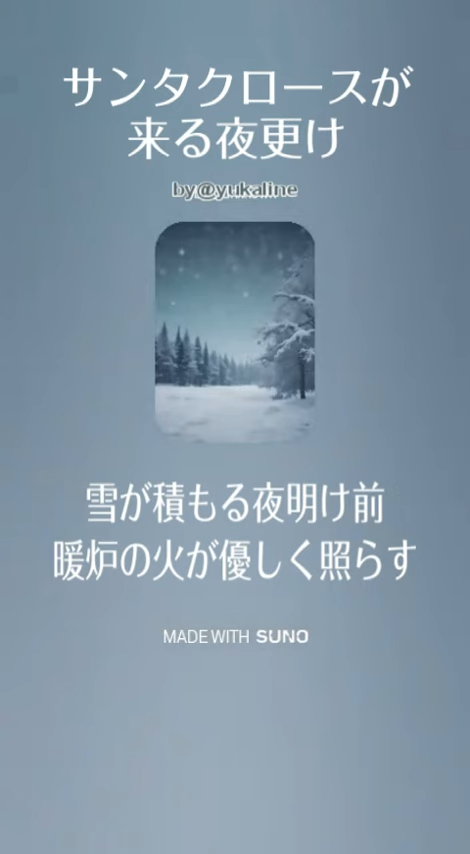 サンタクロースが
来る夜更け
by@yukaline
雪が積もる夜明け前
暖炉の火が優しく照らす
MADE WITH SUNO